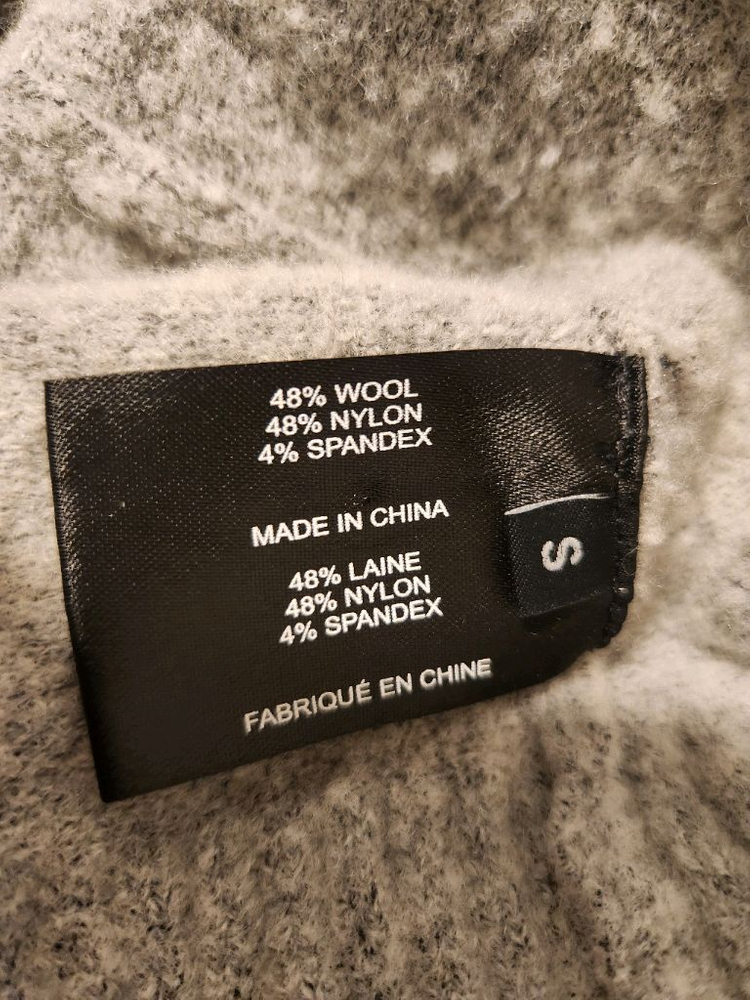 48% WOOL
48% NYLON
4% SPANDEX
MADE IN CHINA
48% LAINE
48% NYLON
4% SPANDEX
FABRIQUÉ EN CHINE
S